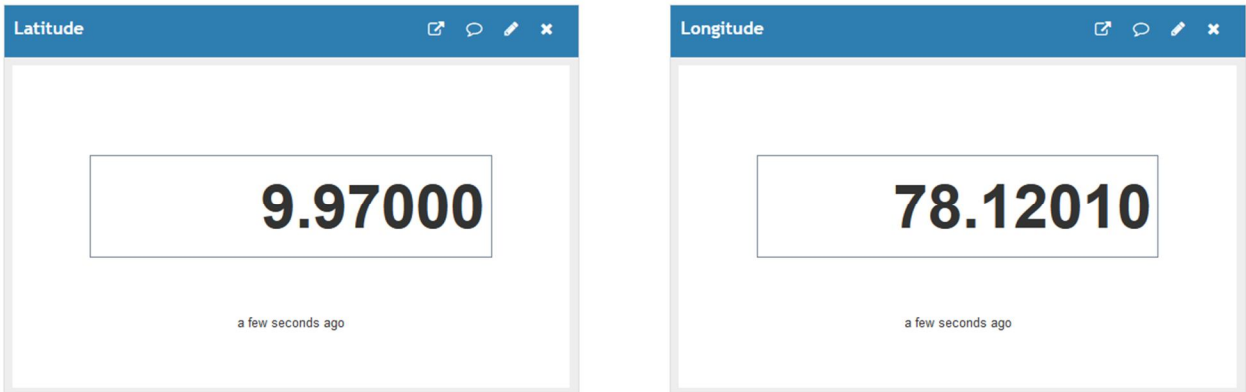 Latitude
9.97000
a few seconds ago
Longitude
78.12010
a few seconds ago